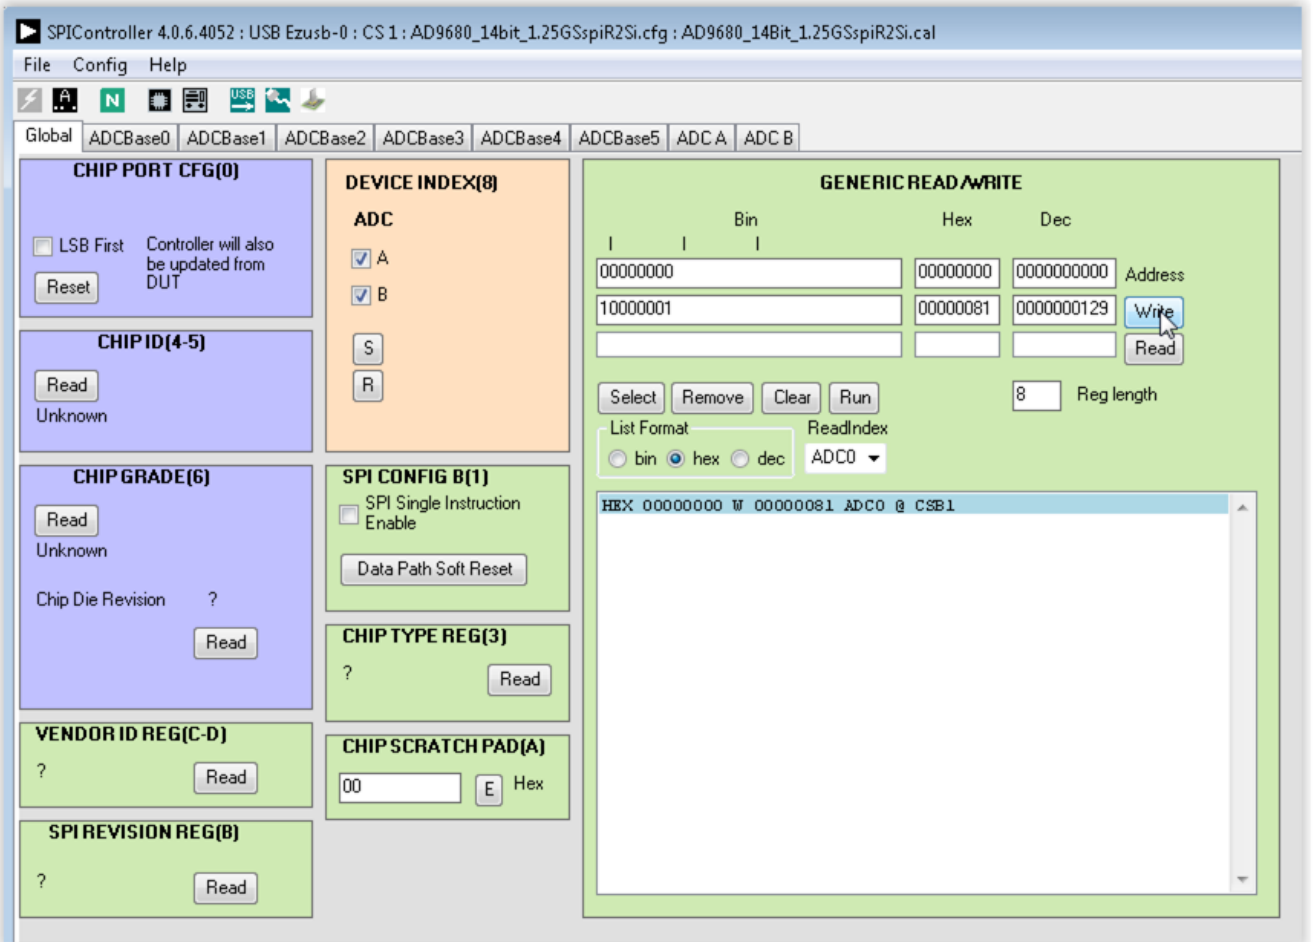 SPIController 4.0.6.4052 : USB Ezusb-0 : CS 1 : AD9680_14bit_1.25GSspiR2Si.cfg : AD9680_14Bit_1.25GSspiR2Si.cal
File Config Help
A N USB
Global ADCBase0 ADCBase1 ADCBase2 ADCBase3 ADCBase4 ADCBase5 ADC A ADC B
CHIP PORT CFG(0)
LSB First
Controller will also
be updated from
DUT
Reset
CHIP ID(4-5)
Read
Unknown
CHIP GRADE(6)
Read
Unknown
Chip Die Revision ?
Read
VENDOR ID REG(C-D)
? Read
SPI REVISION REG(B)
? Read
DEVICE INDEX(8)
ADC
A
B
S
R
SPI CONFIG B(1)
SPI Single Instruction
Enable
Data Path Soft Reset
CHIP TYPE REG(3)
? Read
CHIP SCRATCH PAD(A)
00 E Hex
GENERIC READ/WRITE
Bin Hex Dec
00000000 00000000 0000000000 Address
10000001 00000081 0000000129 Write
Read
Select Remove Clear Run 8 Reg length
List Format ReadIndex
bin hex dec ADC0
HEX 00000000 W 00000081 ADC0 @ CSB1